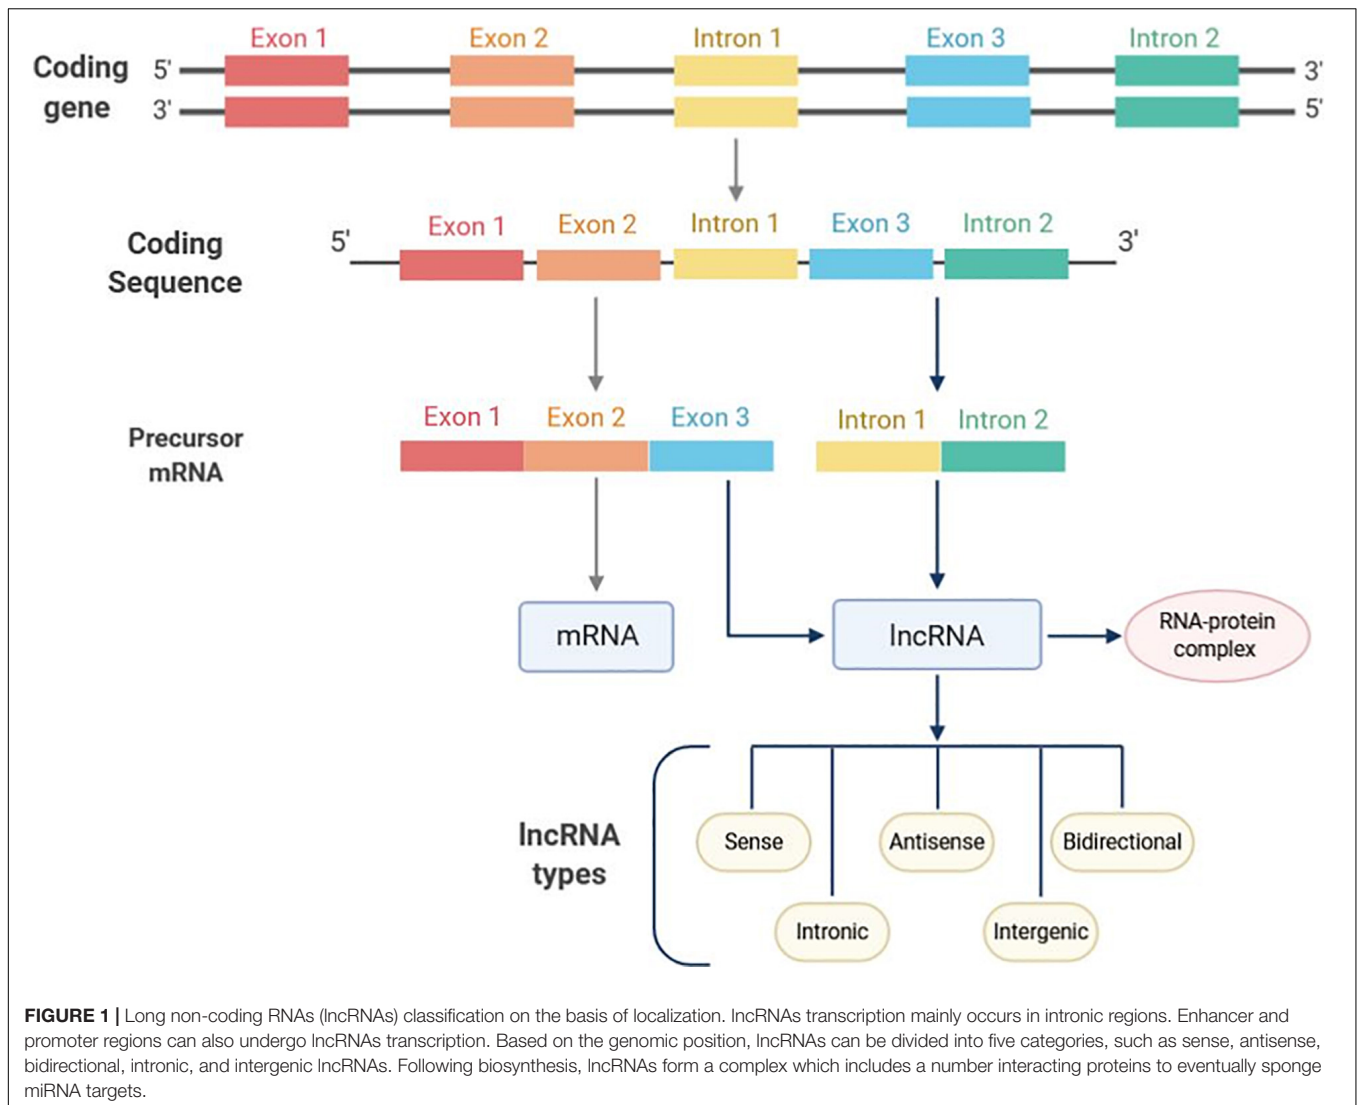 Exon 1 Exon 2 Intron 1 Exon 3 Intron 2
Coding gene
5' 3'
3' 5'
Exon 1 Exon 2 Intron 1 Exon 3 Intron 2
Coding
Sequence
5' 3'
Exon 1 Exon 2 Exon 3 Intron 1 Intron 2
Precursor
mRNA
mRNA
lncRNA
RNA-protein
complex
lncRNA
types
Sense
Antisense
Bidirectional
Intronic
Intergenic
FIGURE 1 | Long non-coding RNAs (lncRNAs) classification on the basis of localization. lncRNAs transcription mainly occurs in intronic regions. Enhancer and
promoter regions can also undergo lncRNAs transcription. Based on the genomic position, lncRNAs can be divided into five categories, such as sense, antisense,
bidirectional, intronic, and intergenic lncRNAs. Following biosynthesis, lncRNAs form a complex which includes a number interacting proteins to eventually sponge
miRNA targets.